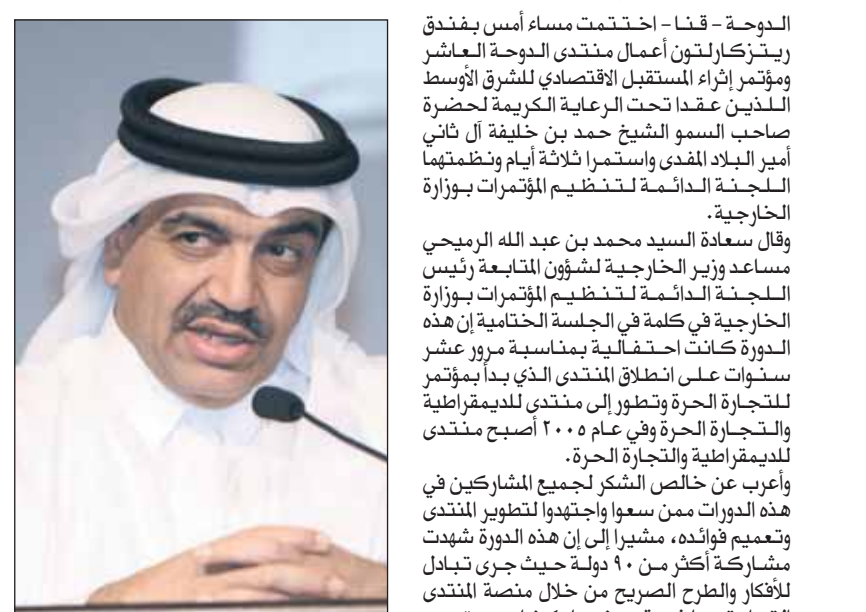 الدوحة - قنا - اختتمت مساء أمس بفندق
ريتزكارلتون أعمال منتدى الدوحة العاشر
ومؤتمر إثراء المستقبل الاقتصادي للشرق الأوسط
اللذين عقدا تحت الرعاية الكريمة لحضرة
صاحب السمو الشيخ حمد بن خليفة آل ثاني
أمير البلاد المفدى واستمرا ثلاثة أيام ونظمتهما
اللجنة الدائمة لتنظيم المؤتمرات بوزارة
الخارجية.
وقال سعادة السيد محمد بن عبد الله الرميحي
مساعد وزير الخارجية لشؤون المتابعة رئيس
اللجنة الدائمة لتنظيم المؤتمرات بوزارة
الخارجية في كلمة في الجلسة الختامية إن هذه
الدورة كانت احتفالية بمناسبة مرور عشر
سنوات على انطلاق المنتدى الذي بدأ بمؤتمر
للتجارة الحرة وتطور إلى منتدى للديمقراطية
والتجارة الحرة وفي عام ٢٠٠٥ أصبح منتدى
للديمقراطية والتجارة الحرة.
وأعرب عن خالص الشكر لجميع المشاركين في
هذه الدورات ممن سعوا واجتهدوا لتطوير المنتدى
وتعميم فوائده، مشيرا إلى إن هذه الدورة شهدت
مشاركة أكثر من ٩٠ دولة حيث جرى تبادل
للأفكار والطرح الصريح من خلال منصة المنتدى